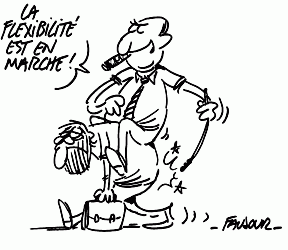 LA
FLEXIBILITÉ
EST EN
MARCHE!
- FAUJOUR -